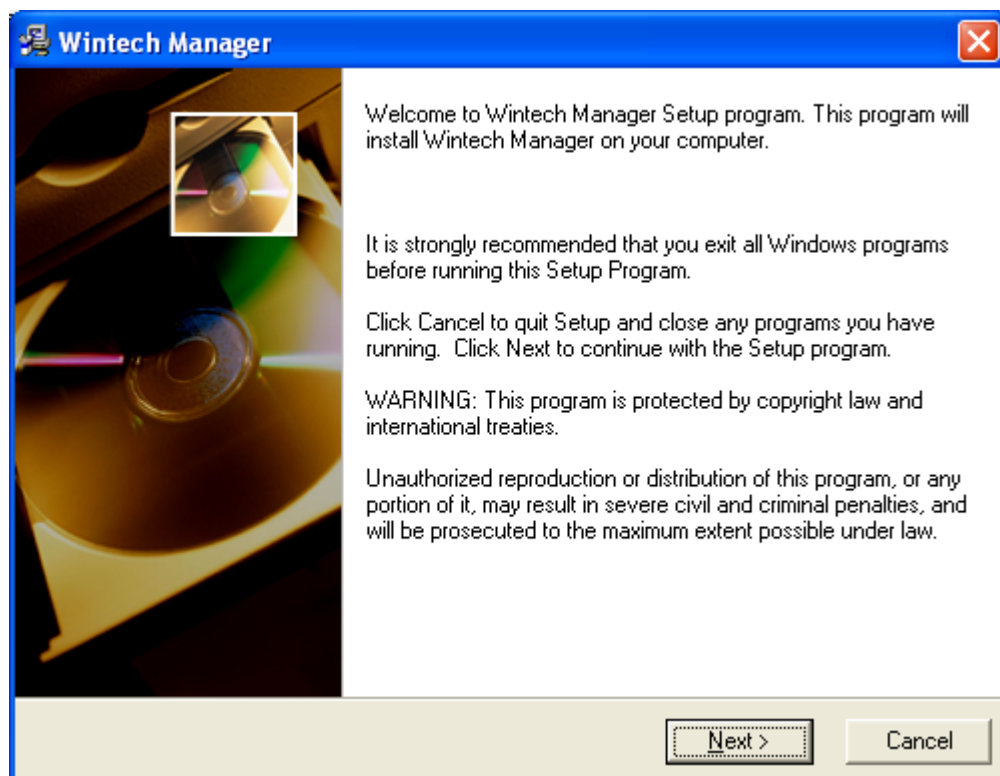 Wintech Manager
Welcome to Wintech Manager Setup program. This program will
install Wintech Manager on your computer.
It is strongly recommended that you exit all Windows programs
before running this Setup Program.
Click Cancel to quit Setup and close any programs you have
running.  Click Next to continue with the Setup program.
WARNING: This program is protected by copyright law and
international treaties.
Unauthorized reproduction or distribution of this program, or any
portion of it, may result in severe civil and criminal penalties, and
will be prosecuted to the maximum extent possible under law.
Next >
Cancel